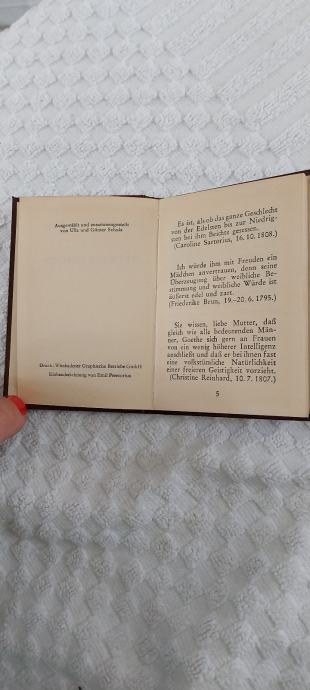 Ausgewählt und zusammengestellt
von Ulla und Günter Schulz
Druck: Wiesbadener Graphische Betriebe GmbH
Einbandzeichnung von Emil Preetorius
Es ist, als ob das ganze Geschlecht
von der Edelsten bis zur Niedrig-
sten bei ihm Beichte gesessen.
(Caroline Sartorius, 16. 10. 1808.)
Ich würde ihm mit Freuden ein
Mädchen anvertrauen, denn seine
Überzeugung über weibliche Be-
stimmung und weibliche Würde ist
äußerst edel und zart.
(Friederike Brun, 19.-20. 6. 1795.)
Sie wissen, liebe Mutter, daß
gleich wie alle bedeutenden Män-
ner, Goethe sich gern an Frauen
von ein wenig höherer Intelligenz
anschließt und daß er bei ihnen fast
eine volkstümliche Natürlichkeit
einer freieren Geistigkeit vorzieht.
(Christine Reinhard, 10. 7. 1807.)
5